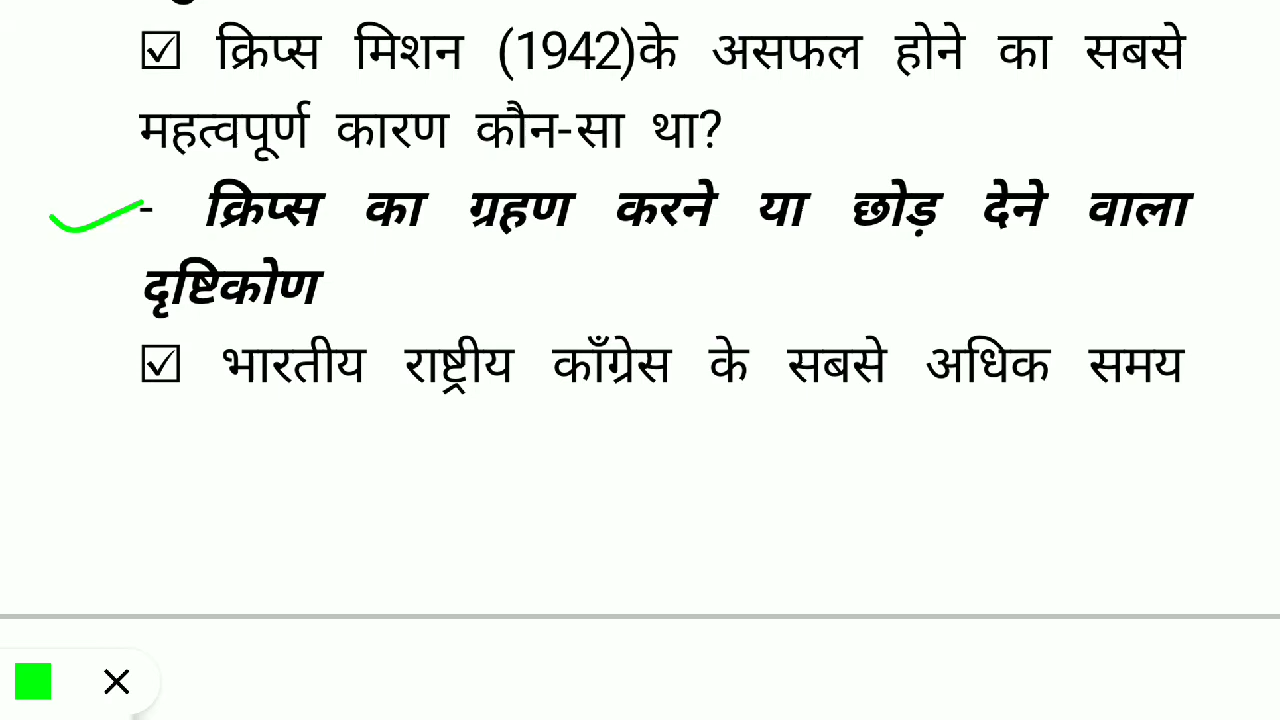 ☑ क्रिप्स मिशन (1942)के असफल होने का सबसे
महत्वपूर्ण कारण कौन-सा था?
- क्रिप्स का ग्रहण करने या छोड़ देने वाला
दृष्टिकोण
☑ भारतीय राष्ट्रीय काँग्रेस के सबसे अधिक समय